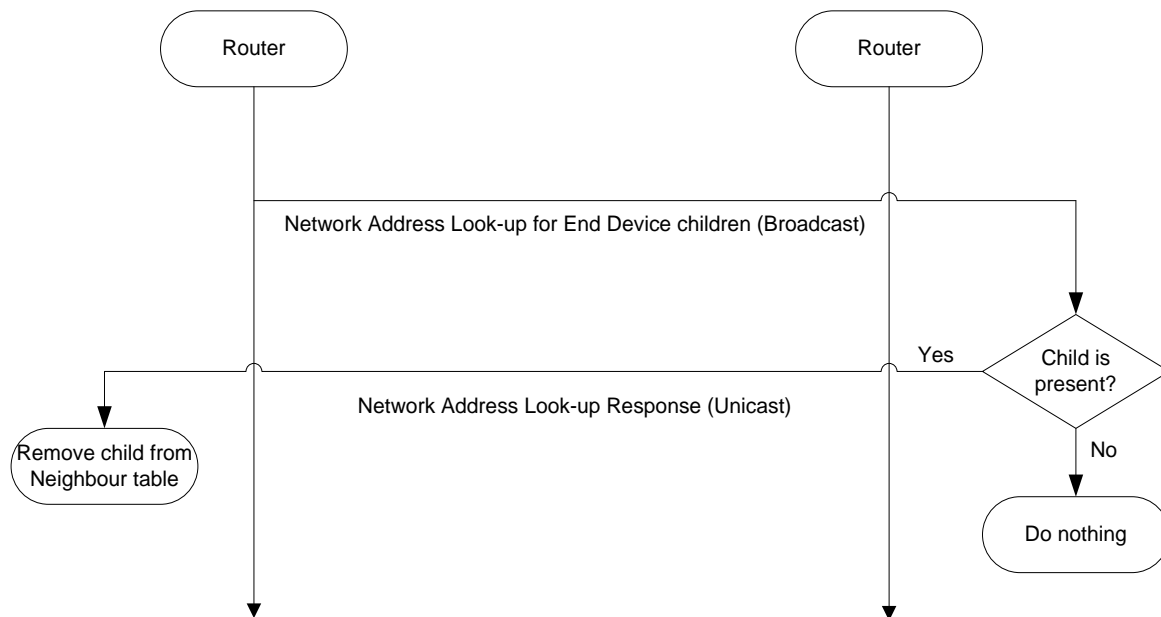 Router
Router
Network Address Look-up for End Device children (Broadcast)
Yes
Child is
present?
Network Address Look-up Response (Unicast)
Remove child from
Neighbour table
No
Do nothing